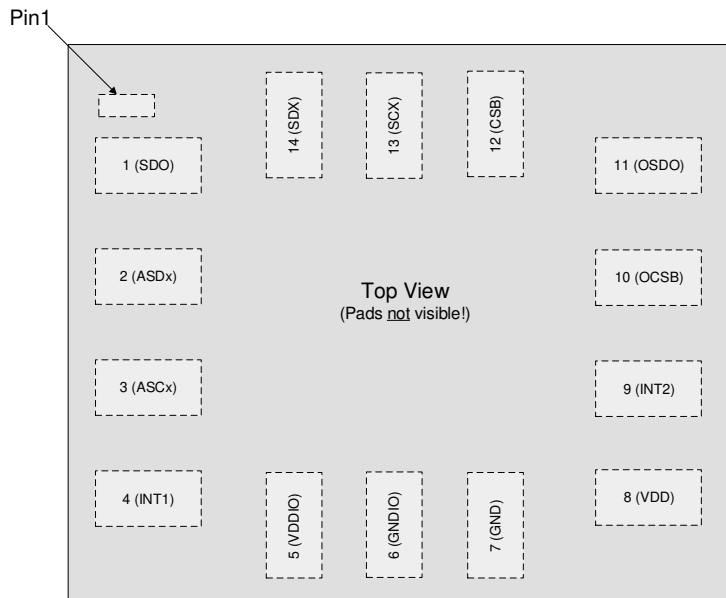 Pin1
14 (SDX)
13 (SCX)
12 (CSB)
1 (SDO)
11 (OSDO)
2 (ASDx)
10 (OCSB)
Top View
(Pads not visible!)
3 (ASCx)
9 (INT2)
4 (INT1)
8 (VDD)
5 (VDDIO)
6 (GNDIO)
7 (GND)